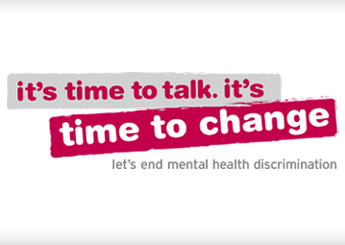 it's time to talk. it's
time to change
let's end mental health discrimination